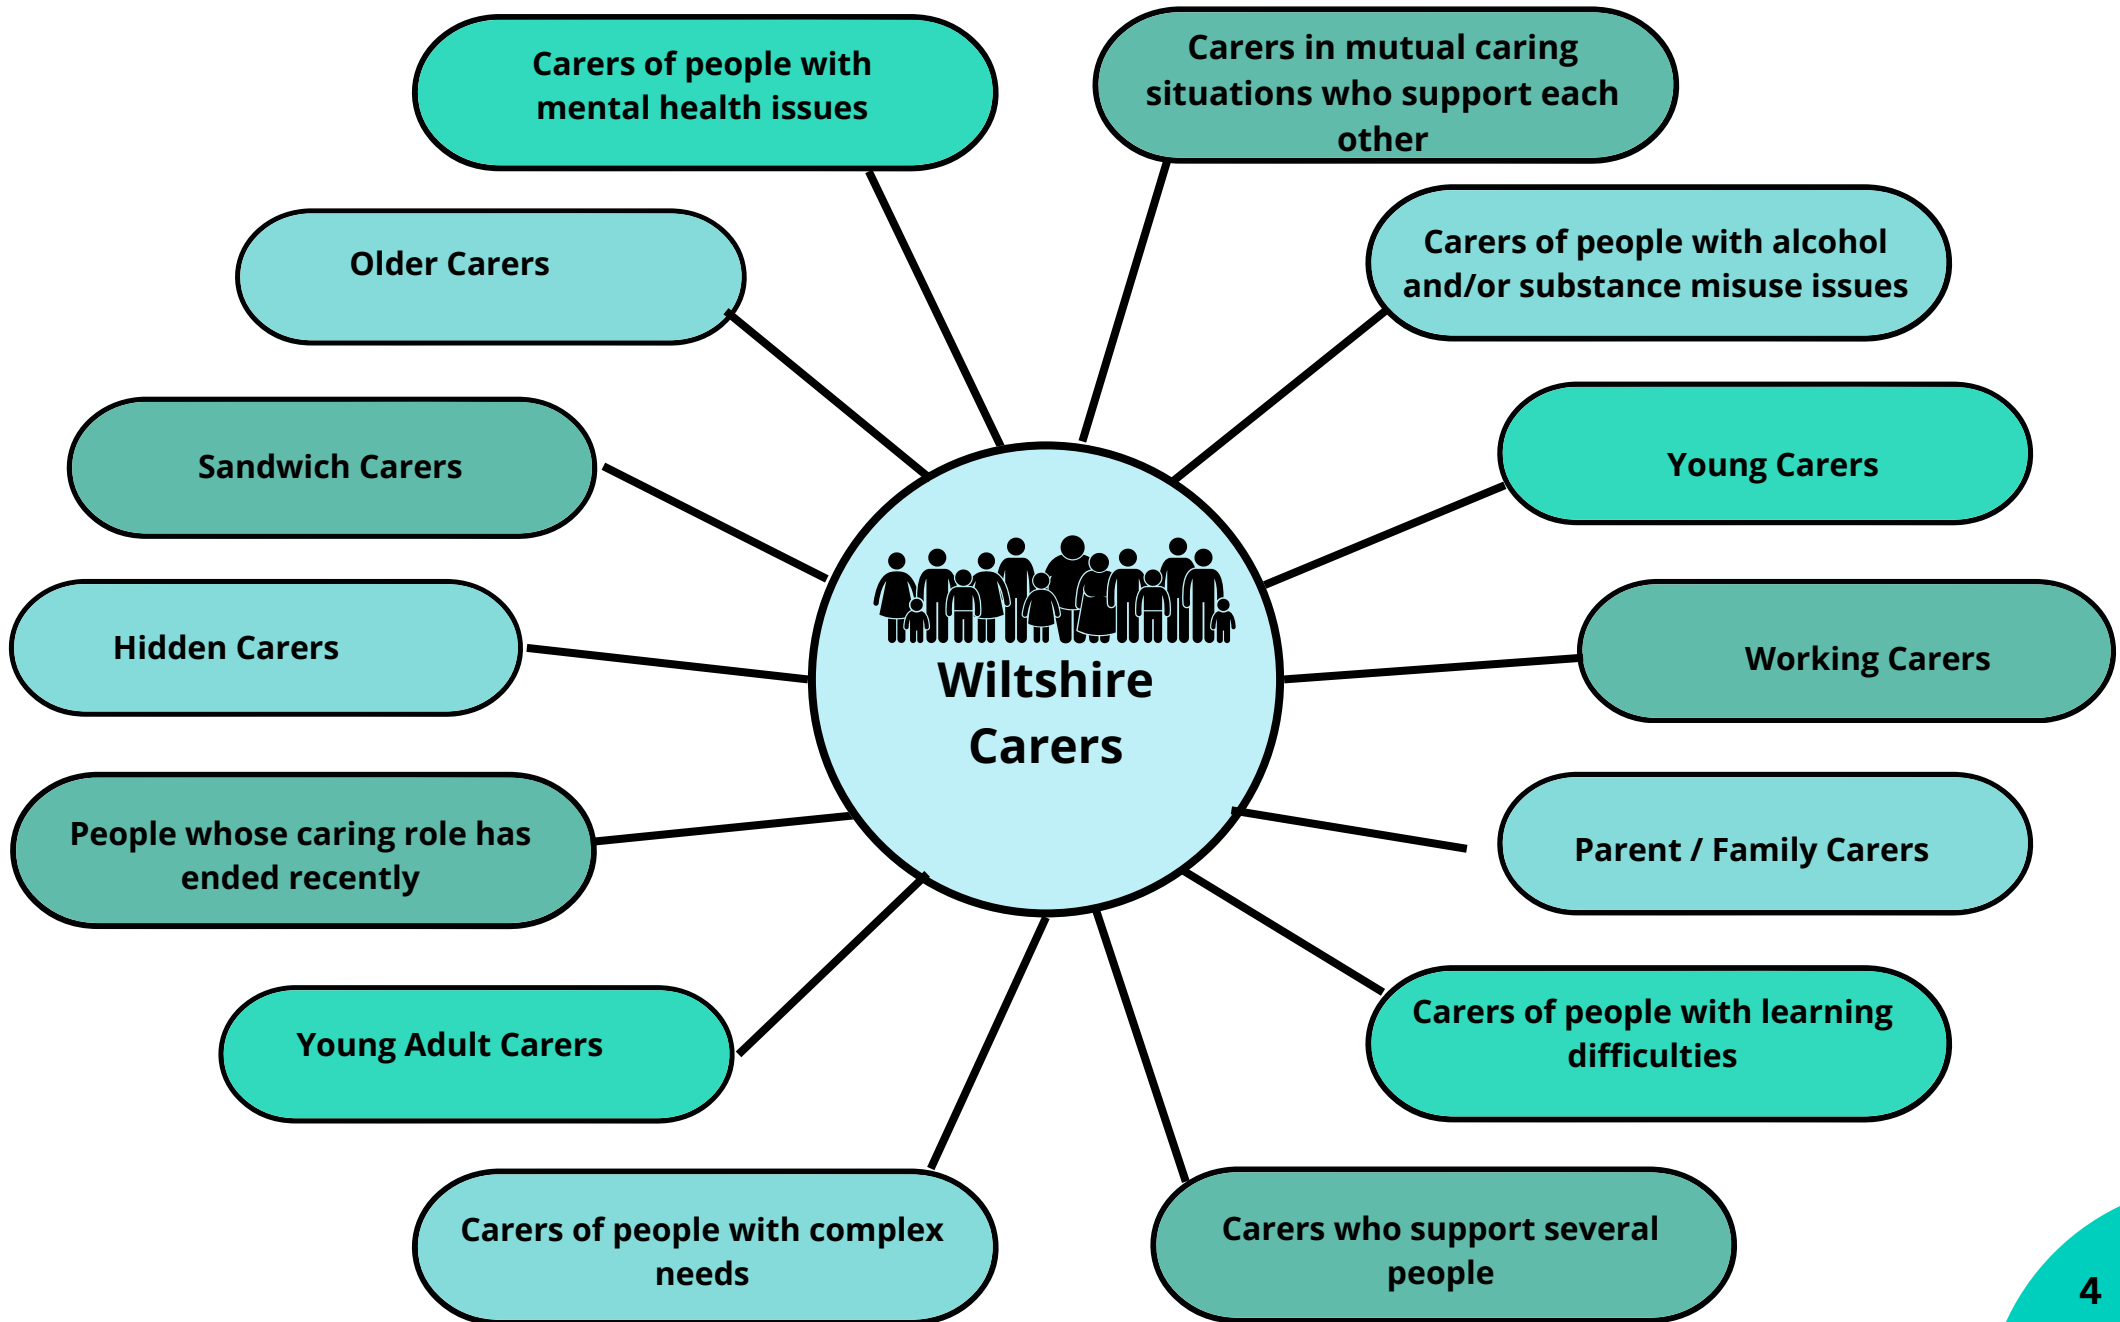 Carers of people with
mental health issues
Carers in mutual caring
situations who support each
other
Older Carers
Carers of people with alcohol
and/or substance misuse issues
Sandwich Carers
Young Carers
Hidden Carers
Wiltshire
Carers
Working Carers
People whose caring role has
ended recently
Parent / Family Carers
Young Adult Carers
Carers of people with learning
difficulties
Carers of people with complex
needs
Carers who support several
people
4